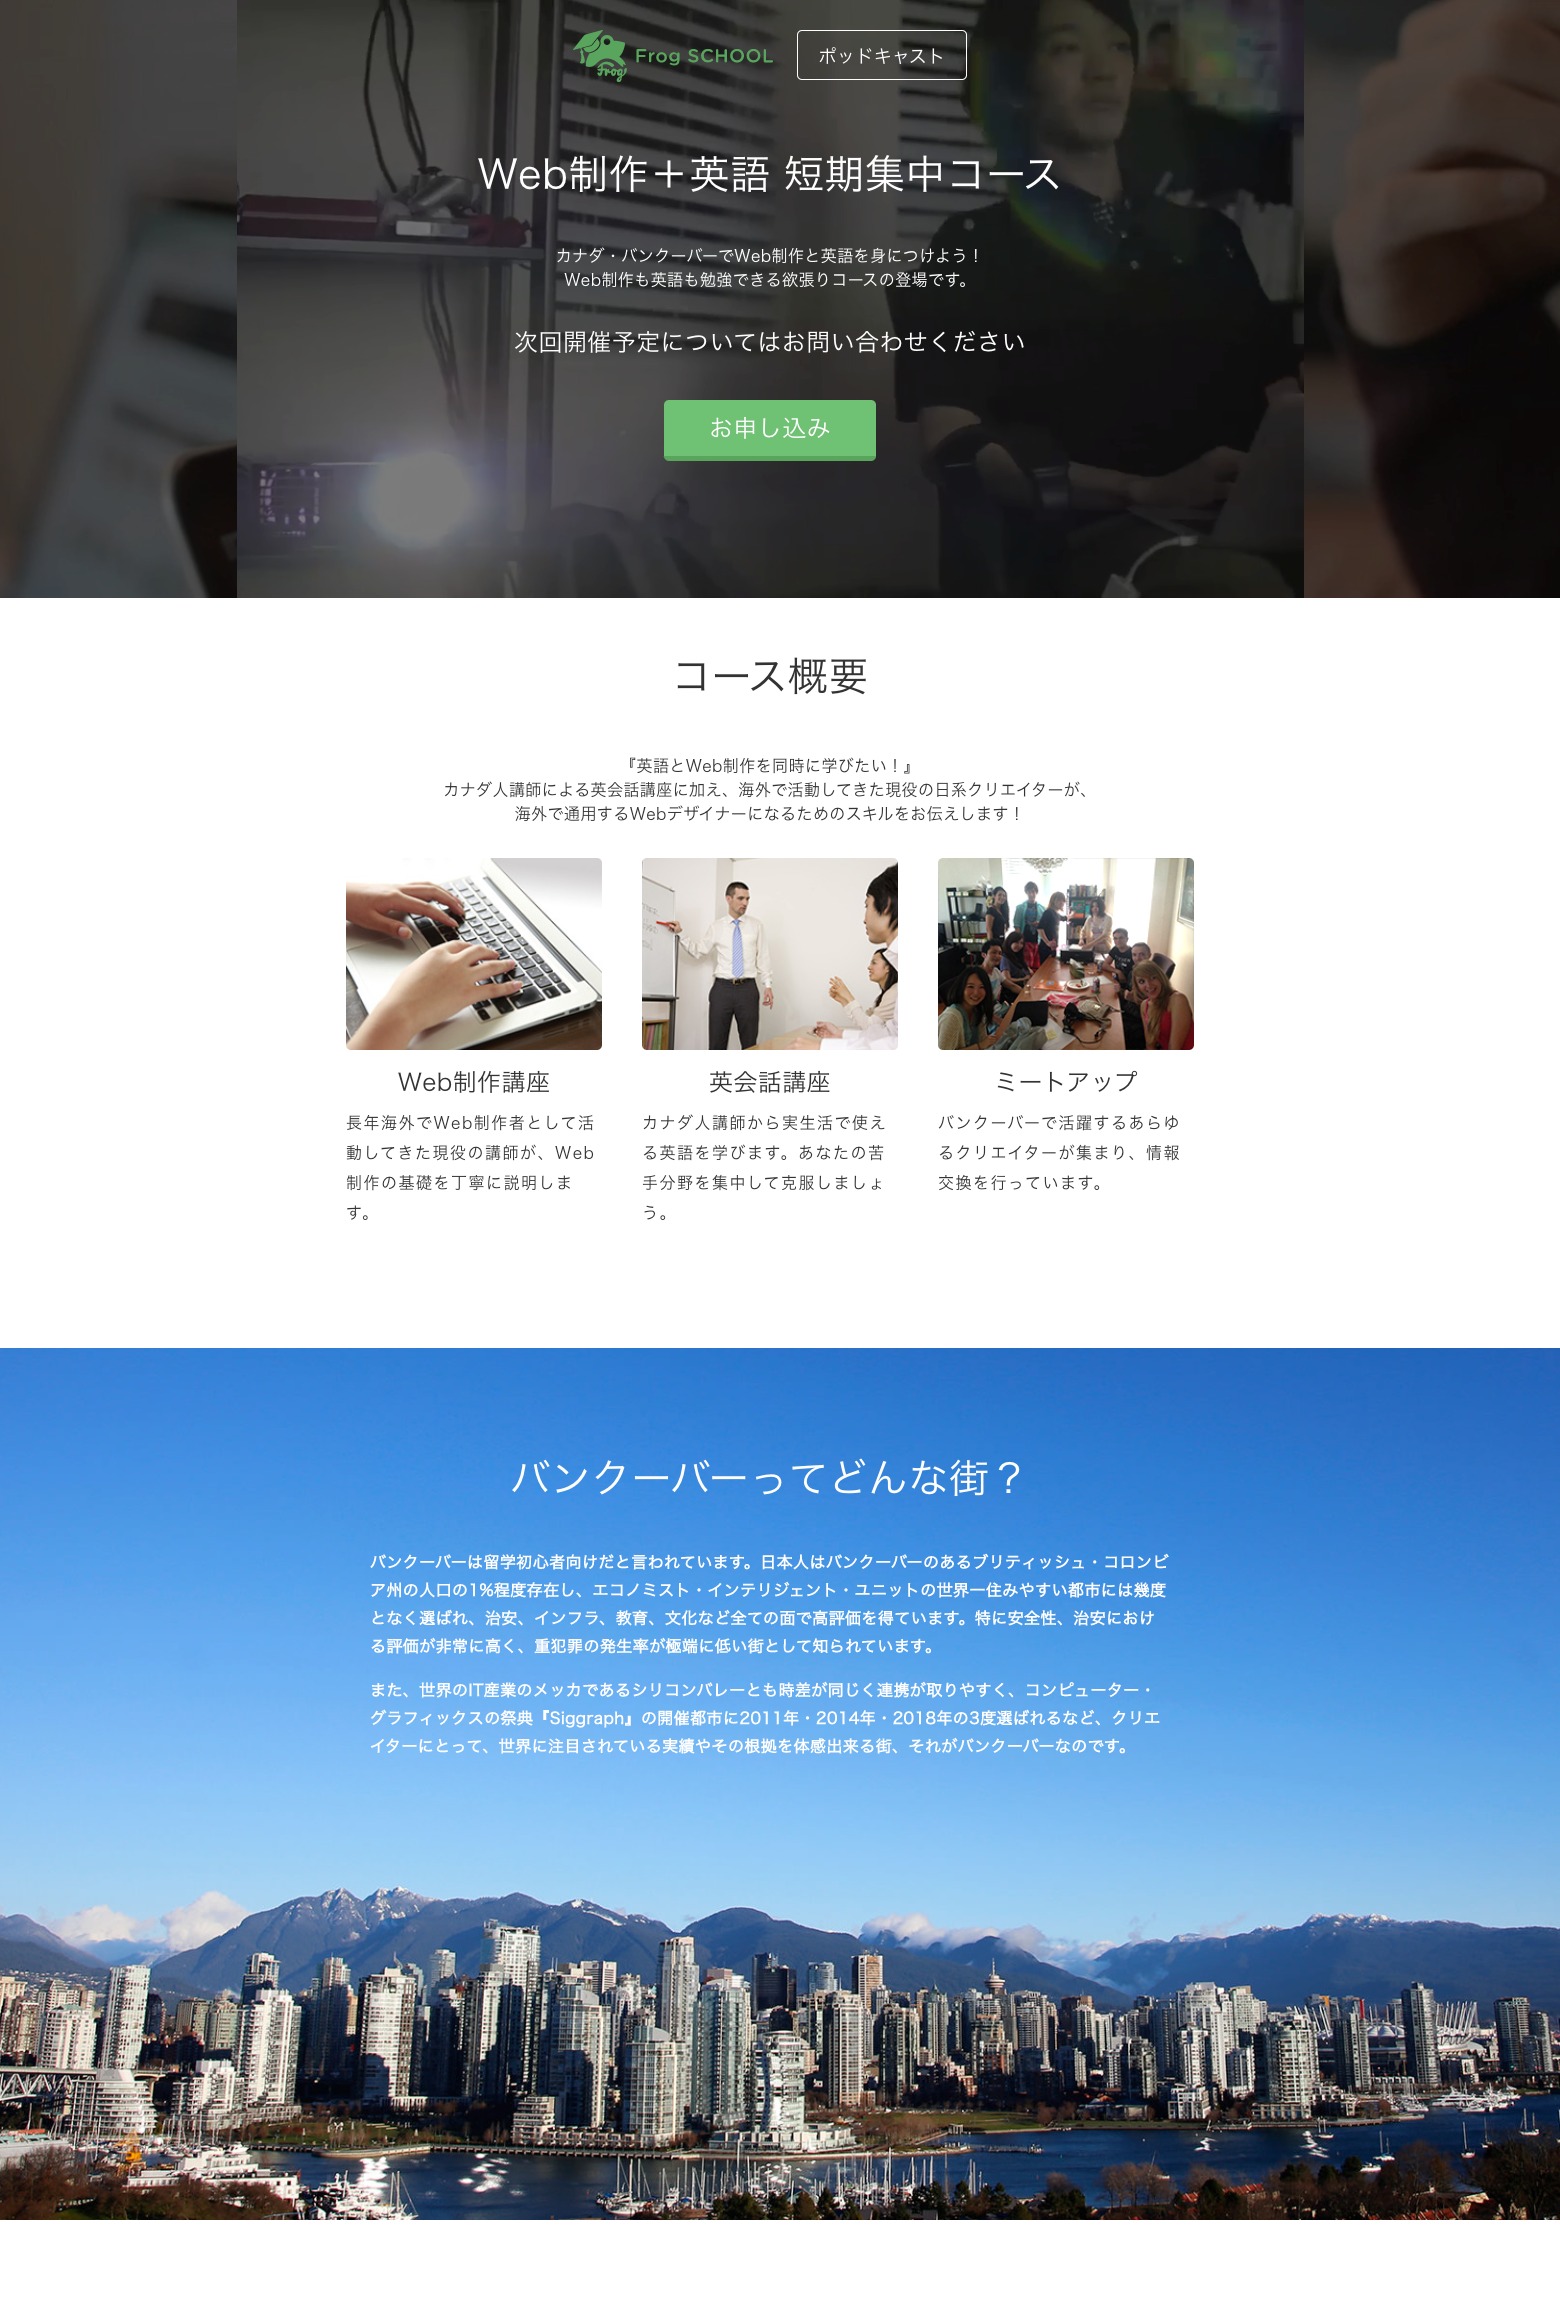 Frog
Frog SCHOOL
ポッドキャスト
Web制作＋英語 短期集中コース
カナダ・バンクーバーでWeb制作と英語を身につけよう！
Web制作も英語も勉強できる欲張りコースの登場です。
次回開催予定についてはお問い合わせください
お申し込み
コース概要
『英語とWeb制作を同時に学びたい！』
カナダ人講師による英会話講座に加え、海外で活動してきた現役の日系クリエイターが、
海外で通用するWebデザイナーになるためのスキルをお伝えします！
Web制作講座
長年海外でWeb制作者として活
動してきた現役の講師が、Web
制作の基礎を丁寧に説明しま
す。
英会話講座
カナダ人講師から実生活で使え
る英語を学びます。あなたの苦
手分野を集中して克服しましょ
う。
ミートアップ
バンクーバーで活躍するあらゆ
るクリエイターが集まり、情報
交換を行っています。
バンクーバーってどんな街？
バンクーバーは留学初心者向けだと言われています。日本人はバンクーバーのあるブリティッシュ・コロンビ
ア州の人口の1%程度存在し、エコノミスト・インテリジェント・ユニットの世界一住みやすい都市には幾度
となく選ばれ、治安、インフラ、教育、文化など全ての面で高評価を得ています。特に安全性、治安におけ
る評価が非常に高く、重犯罪の発生率が極端に低い街として知られています。
また、世界のIT産業のメッカであるシリコンバレーとも時差が同じく連携が取りやすく、コンピューター・
グラフィックスの祭典『Siggraph』の開催都市に2011年・2014年・2018年の3度選ばれるなど、クリエ
イターにとって、世界に注目されている実績やその根拠を体感出来る街、それがバンクーバーなのです。